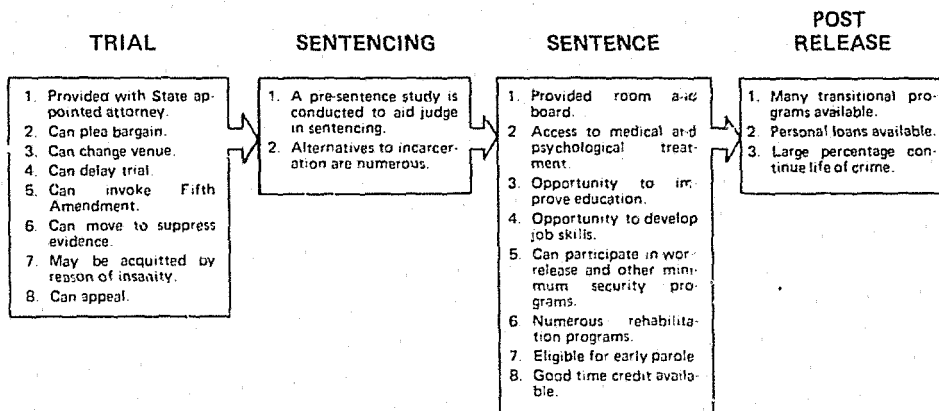 TRIAL
1. Provided with State ap-
pointed attorney.
2. Can plea bargain.
3. Can change venue.
4. Can delay trial.
5. Can invoke Fifth
Amendment.
6. Can move to suppress
evidence.
7. May be acquitted by
reason of insanity.
8. Can appeal.
SENTENCING
1. A pre-sentence study is
conducted to aid judge
in sentencing.
2. Alternatives to incarcer-
ation are numerous.
SENTENCE
1. Provided room and
board.
2 Access to medical and
psychological treat-
ment.
3. Opportunity to im-
prove education.
4. Opportunity to develop
job skills.
5. Can participate in wor
release and other mini-
mum security pro-
grams.
6. Numerous rehabilita-
tion programs.
7. Eligible for early parole
8. Good time credit availa-
ble.
POST
RELEASE
1. Many transitional pro-
grams available.
2. Personal loans available.
3. Large percentage con-
tinue life of crime.